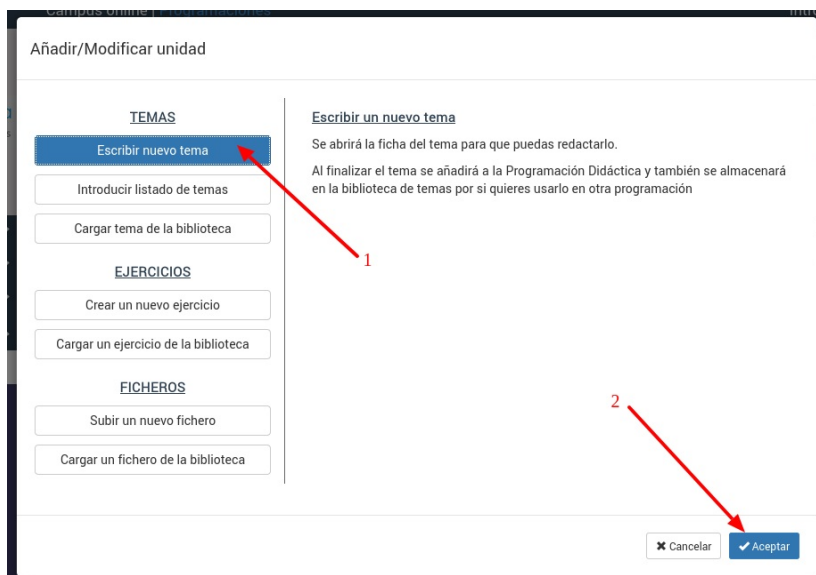 Campus online | Programaciones
Añadir/Modificar unidad
TEMAS
Escribir nuevo tema
Introducir listado de temas
Cargar tema de la biblioteca
EJERCICIOS
Crear un nuevo ejercicio
Cargar un ejercicio de la biblioteca
FICHEROS
Subir un nuevo fichero
Cargar un fichero de la biblioteca
Escribir un nuevo tema
Se abrirá la ficha del tema para que puedas redactarlo.
Al finalizar el tema se añadirá a la Programación Didáctica y también se almacenará
en la biblioteca de temas por si quieres usarlo en otra programación
1
2
Cancelar
Aceptar